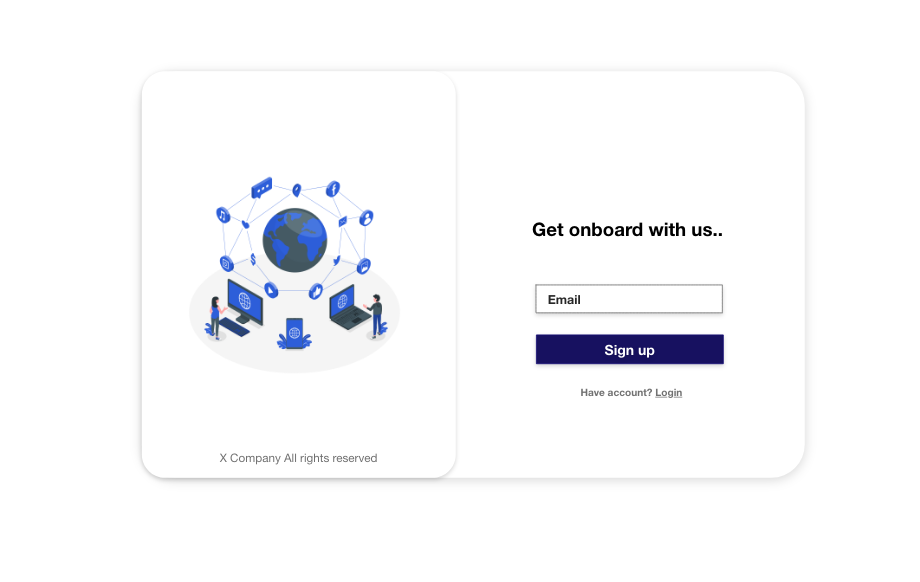 Get onboard with us..
Email
Sign up
Have account? Login
X Company All rights reserved